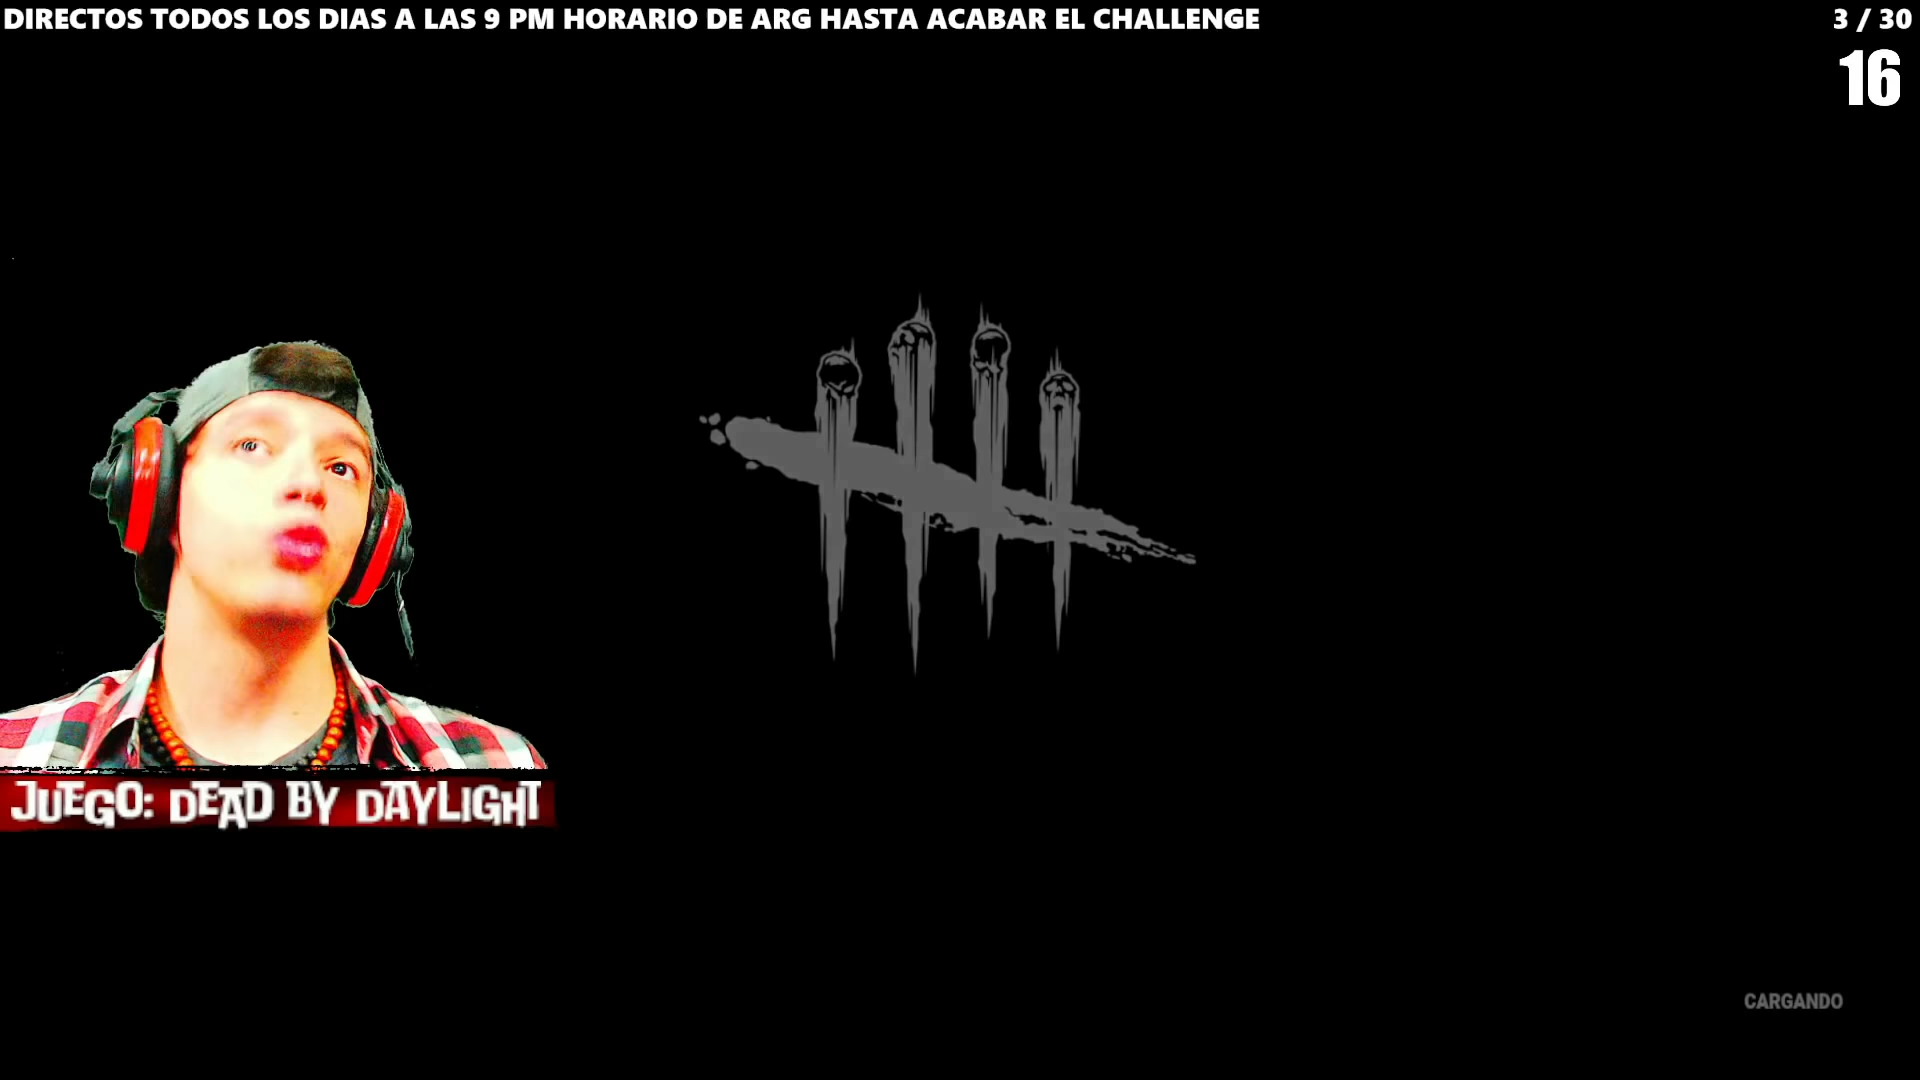 DIRECTOS TODOS LOS DIAS A LAS 9 PM HORARIO DE ARG HASTA ACABAR EL CHALLENGE
3 / 30
16
JUEGO: DEAD BY DAYLIGHT
CARGANDO